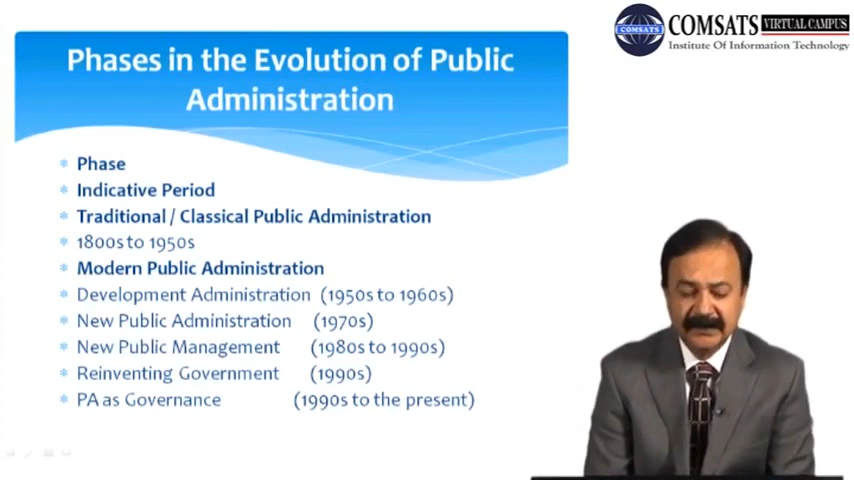 COMSATS VIRTUAL CAMPUS
Institute Of Information Technology
COMSATS
Phases in the Evolution of Public
Administration
Phase
Indicative Period
Traditional / Classical Public Administration
1800s to 1950s
Modern Public Administration
Development Administration (1950s to 1960s)
New Public Administration (1970s)
New Public Management (1980s to 1990s)
Reinventing Government (1990s)
PA as Governance (1990s to the present)